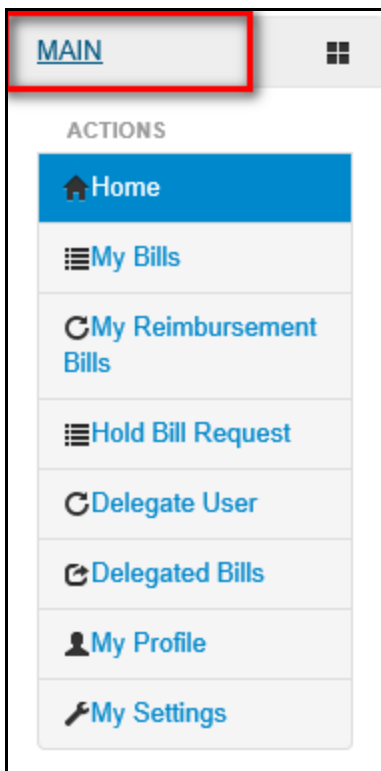 MAIN
ACTIONS
Home
My Bills
My Reimbursement
Bills
Hold Bill Request
Delegate User
Delegated Bills
My Profile
My Settings